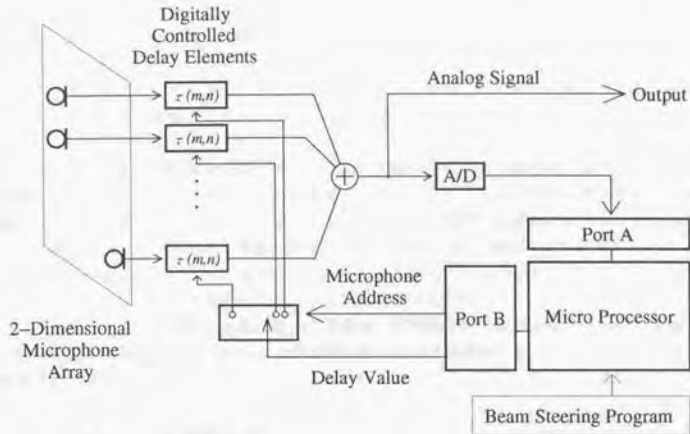 Digitally
Controlled
Delay Elements
Analog Signal
Output
τ (m,n)
τ (m,n)
A/D
Port A
τ (m,n)
Microphone
Address
Port B
Micro Processor
2–Dimensional
Microphone
Array
Delay Value
Beam Steering Program